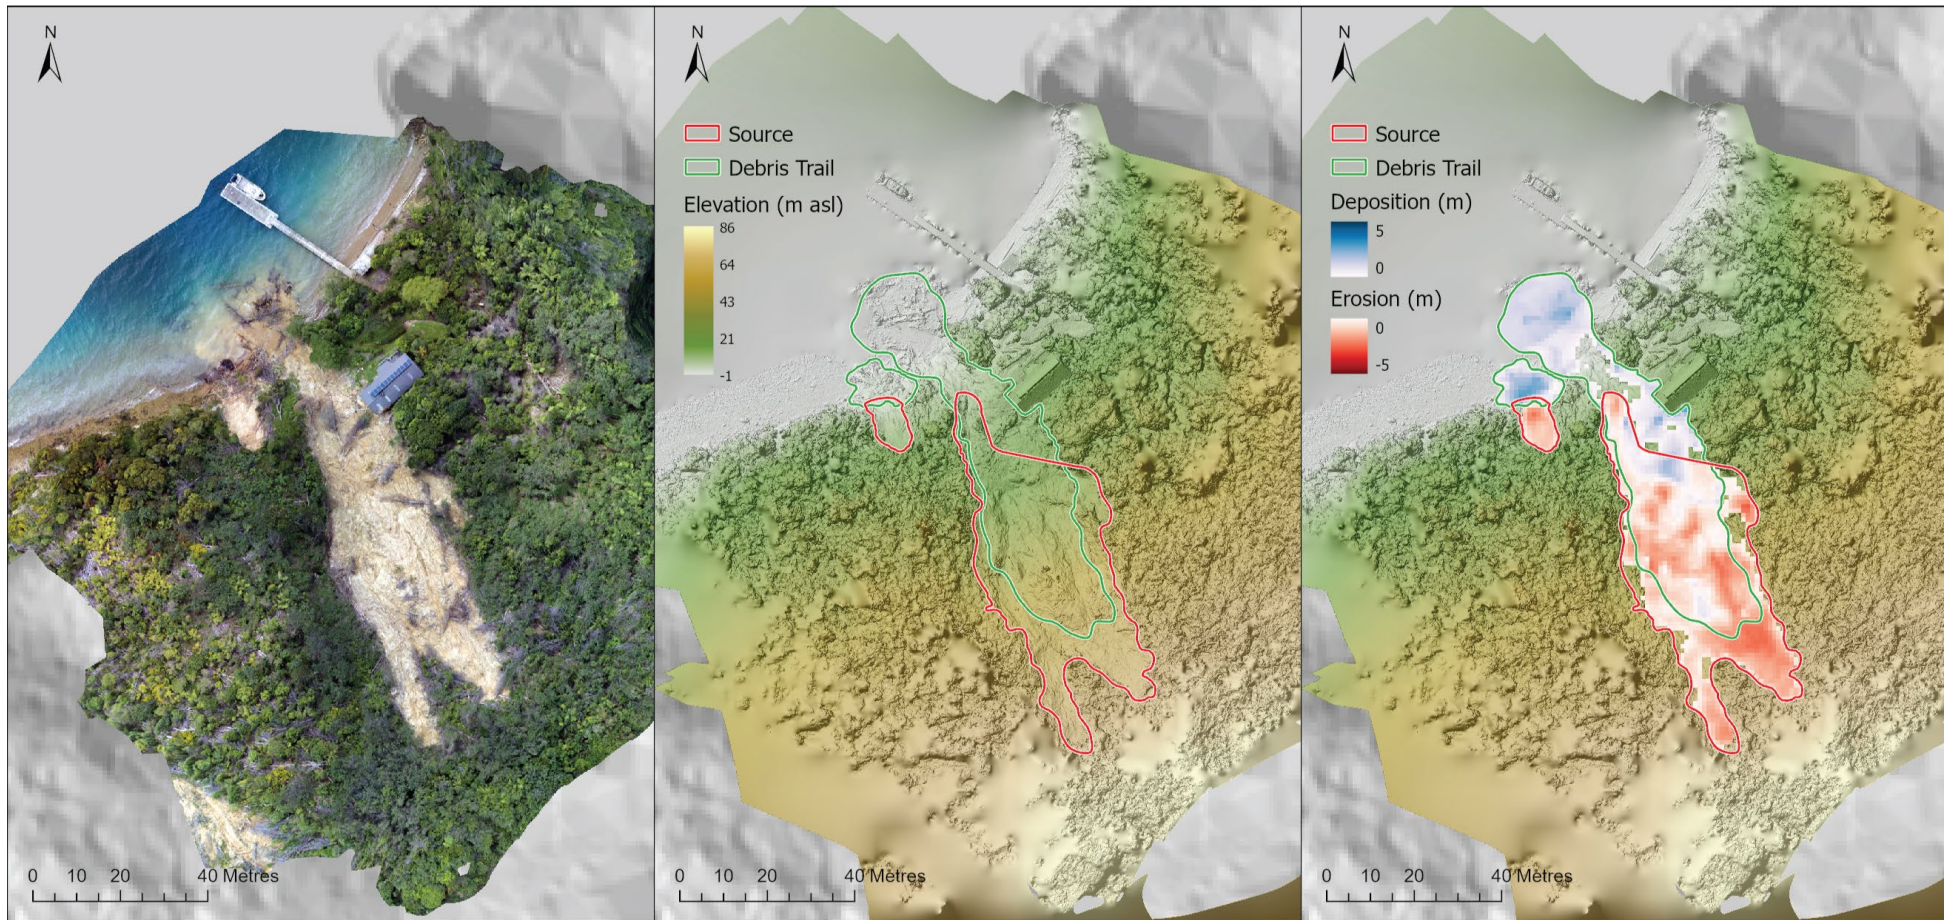 N
0 10 20 40 Metres
N
Source
Debris Trail
Elevation (m asl)
86
64
43
21
-1
0 10 20 40 Metres
N
Source
Debris Trail
Deposition (m)
5
0
Erosion (m)
0
-5
0 10 20 40 Metres